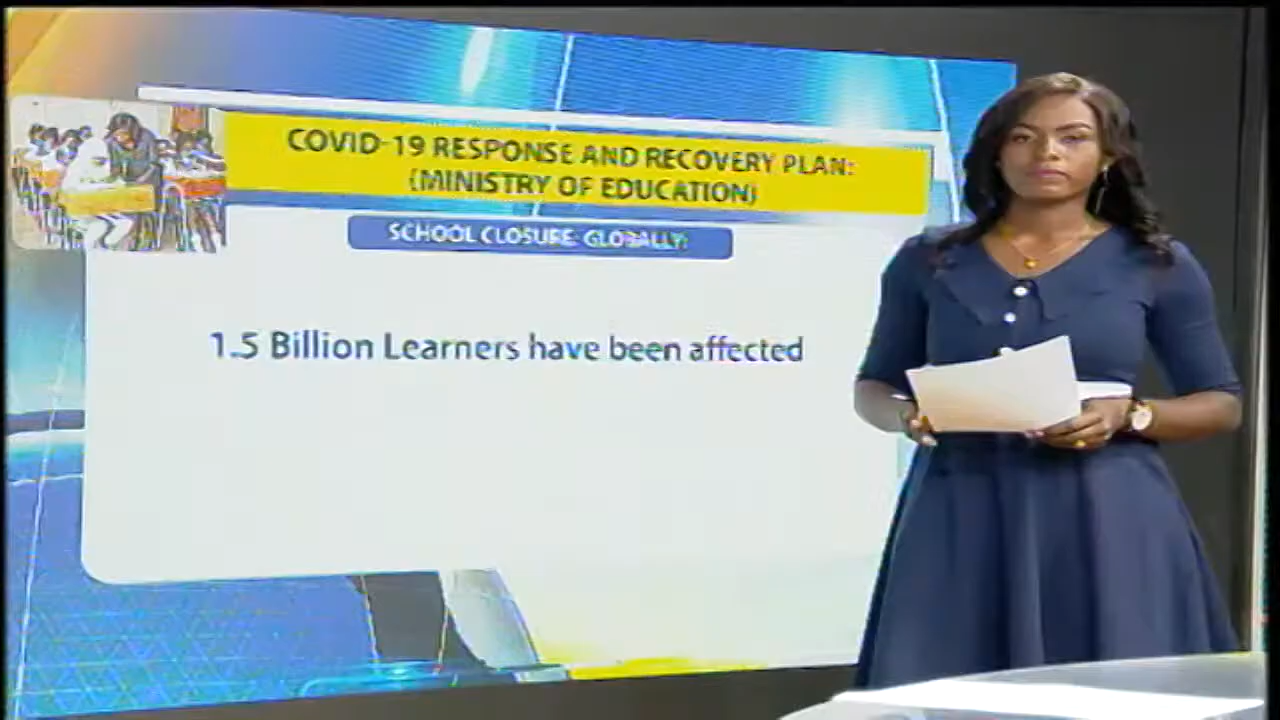 COVID-19 RESPONSE AND RECOVERY PLAN:
(MINISTRY OF EDUCATION)
SCHOOL CLOSURE GLOBALLY:
1.5 Billion Learners have been affected